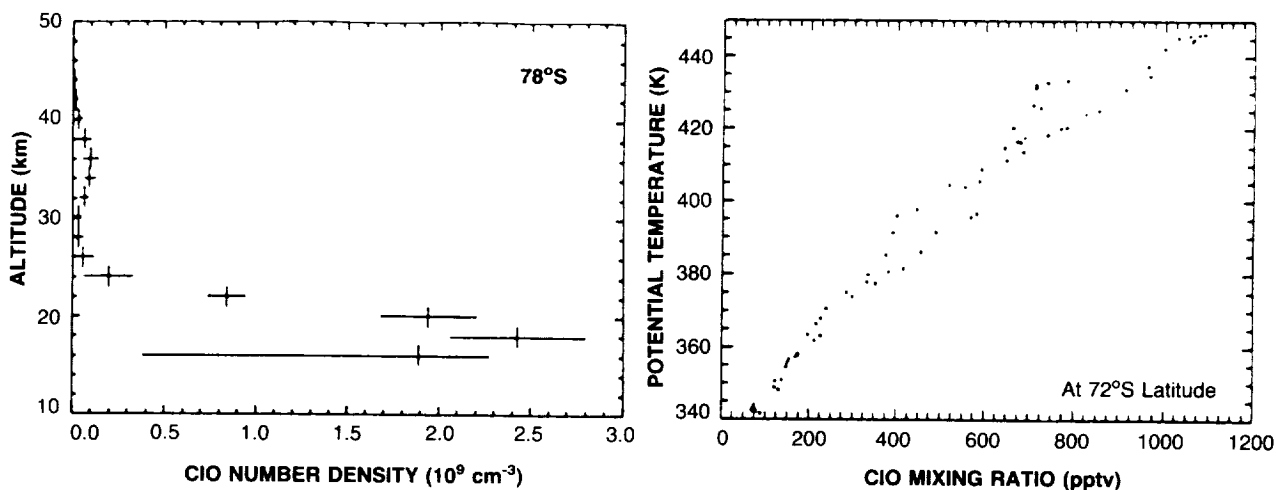 50
40
30
20
10
ALTITUDE (km)
78°S
0.0 0.5 1.0 1.5 2.0 2.5 3.0
ClO NUMBER DENSITY (10⁹ cm⁻³)
440
420
400
380
360
340
POTENTIAL TEMPERATURE (K)
At 72°S Latitude
0 200 400 600 800 1000 1200
ClO MIXING RATIO (pptv)